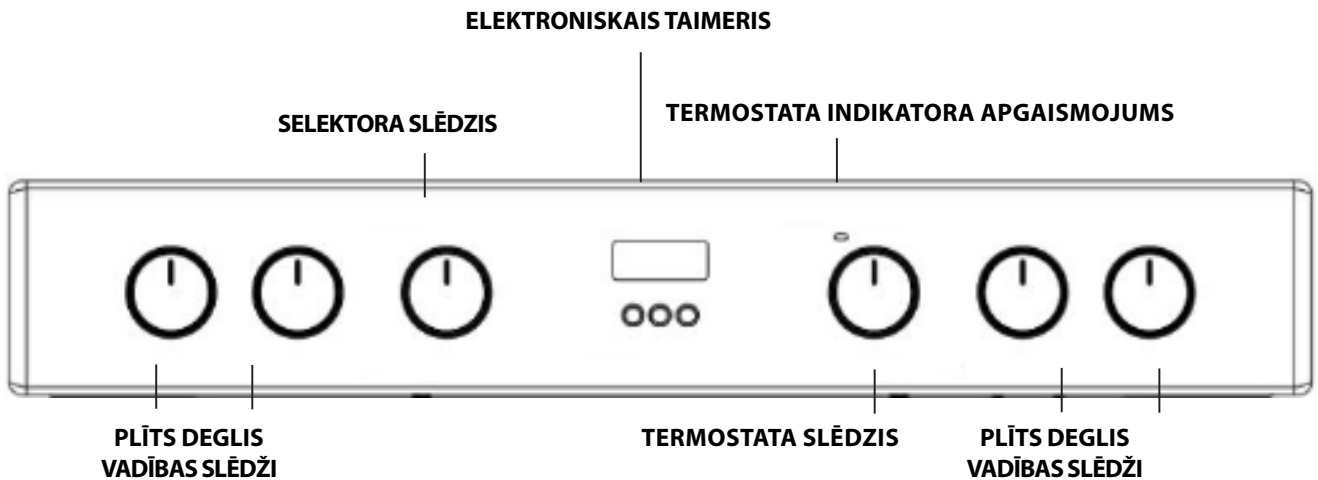 ELEKTRONISKAIS TAIMERIS
SELEKTORA SLĒDZIS
TERMOSTATA INDIKATORA APGAISMOJUMS
PLĪTS DEGLIS
VADĪBAS SLĒDŽI
TERMOSTATA SLĒDZIS
PLĪTS DEGLIS
VADĪBAS SLĒDŽI